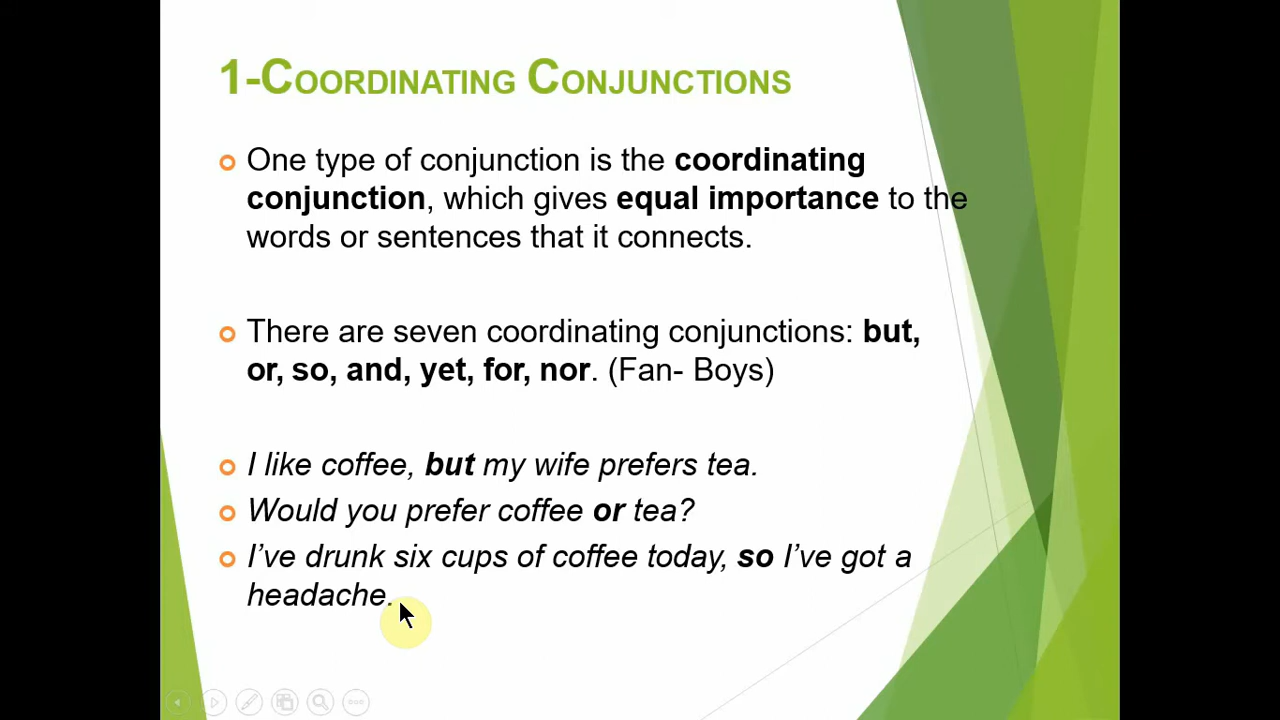 1-Coordinating Conjunctions
One type of conjunction is the coordinating
conjunction, which gives equal importance to the
words or sentences that it connects.
There are seven coordinating conjunctions: but,
or, so, and, yet, for, nor. (Fan- Boys)
I like coffee, but my wife prefers tea.
Would you prefer coffee or tea?
I’ve drunk six cups of coffee today, so I’ve got a
headache.